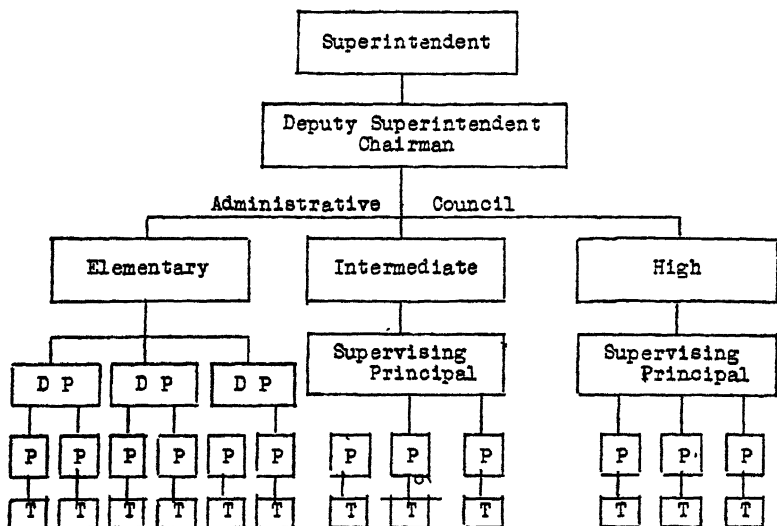 Superintendent
Deputy Superintendent
Chairman
Administrative Council
Elementary Intermediate High
Supervising Supervising
Principal Principal
D P D P D P
P P P P P P P P P P P P
T T T T T T T T T T T T